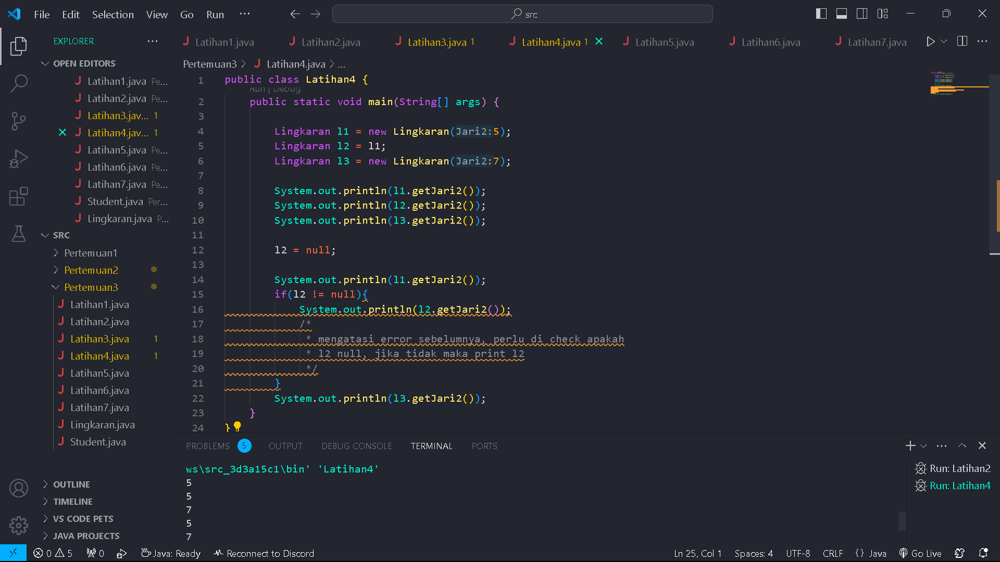 File Edit Selection View Go Run ... src
EXPLORER ...
Latihan1.java Latihan2.java Latihan3.java 1 Latihan4.java 1 Latihan5.java Latihan6.java Latihan7.java ...
OPEN EDITORS
Latihan1.java Pe...
Latihan2.java Pe...
Latihan3.jav... 1
Latihan4.jav... 1
Latihan5.java Pe...
Latihan6.java Pe...
Latihan7.java Pe...
Student.java Per...
Lingkaran.java P...
SRC
Pertemuan1
Pertemuan2
Pertemuan3
Latihan1.java
Latihan2.java
Latihan3.java 1
Latihan4.java 1
Latihan5.java
Latihan6.java
Latihan7.java
Lingkaran.java
Student.java
OUTLINE
TIMELINE
VS CODE PETS
JAVA PROJECTS
Pertemuan3 > Latihan4.java > ...
1 public class Latihan4 {
Run | Debug
2 public static void main(String[] args) {
3
4 Lingkaran l1 = new Lingkaran(Jari2:5);
5 Lingkaran l2 = l1;
6 Lingkaran l3 = new Lingkaran(Jari2:7);
7
8 System.out.println(l1.getJari2());
9 System.out.println(l2.getJari2());
10 System.out.println(l3.getJari2());
11
12 l2 = null;
13
14 System.out.println(l1.getJari2());
15 if(l2 != null){
16 System.out.println(l2.getJari2());
17 /*
18 * mengatasi error sebelumnya, perlu di check apakah
19 * l2 null, jika tidak maka print l2
20 */
21 }
22 System.out.println(l3.getJari2());
23 }
24 }
PROBLEMS 5 OUTPUT DEBUG CONSOLE TERMINAL PORTS ...
ws\src_3d3a15c1\bin' 'Latihan4'
5
5
7
5
7
Run: Latihan2
Run: Latihan4
0 5 0 Java: Ready Reconnect to Discord Ln 25, Col 1 Spaces: 4 UTF-8 CRLF {} Java Go Live